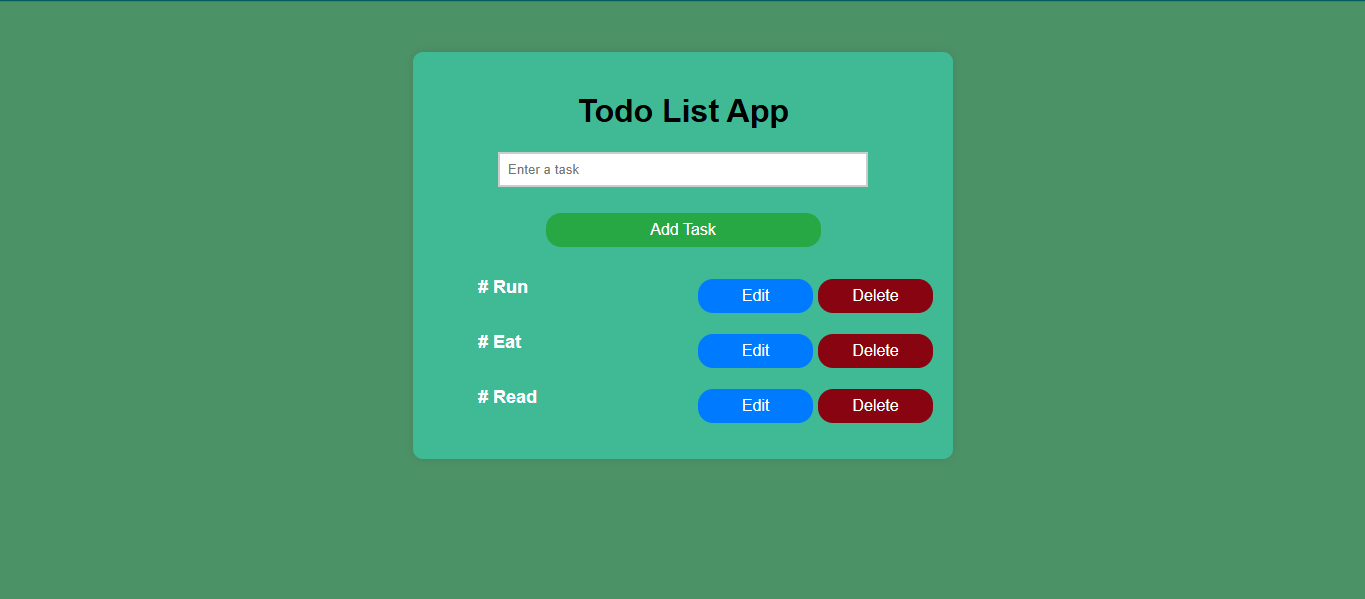 Todo List App
Enter a task
Add Task
# Run Edit Delete
# Eat Edit Delete
# Read Edit Delete